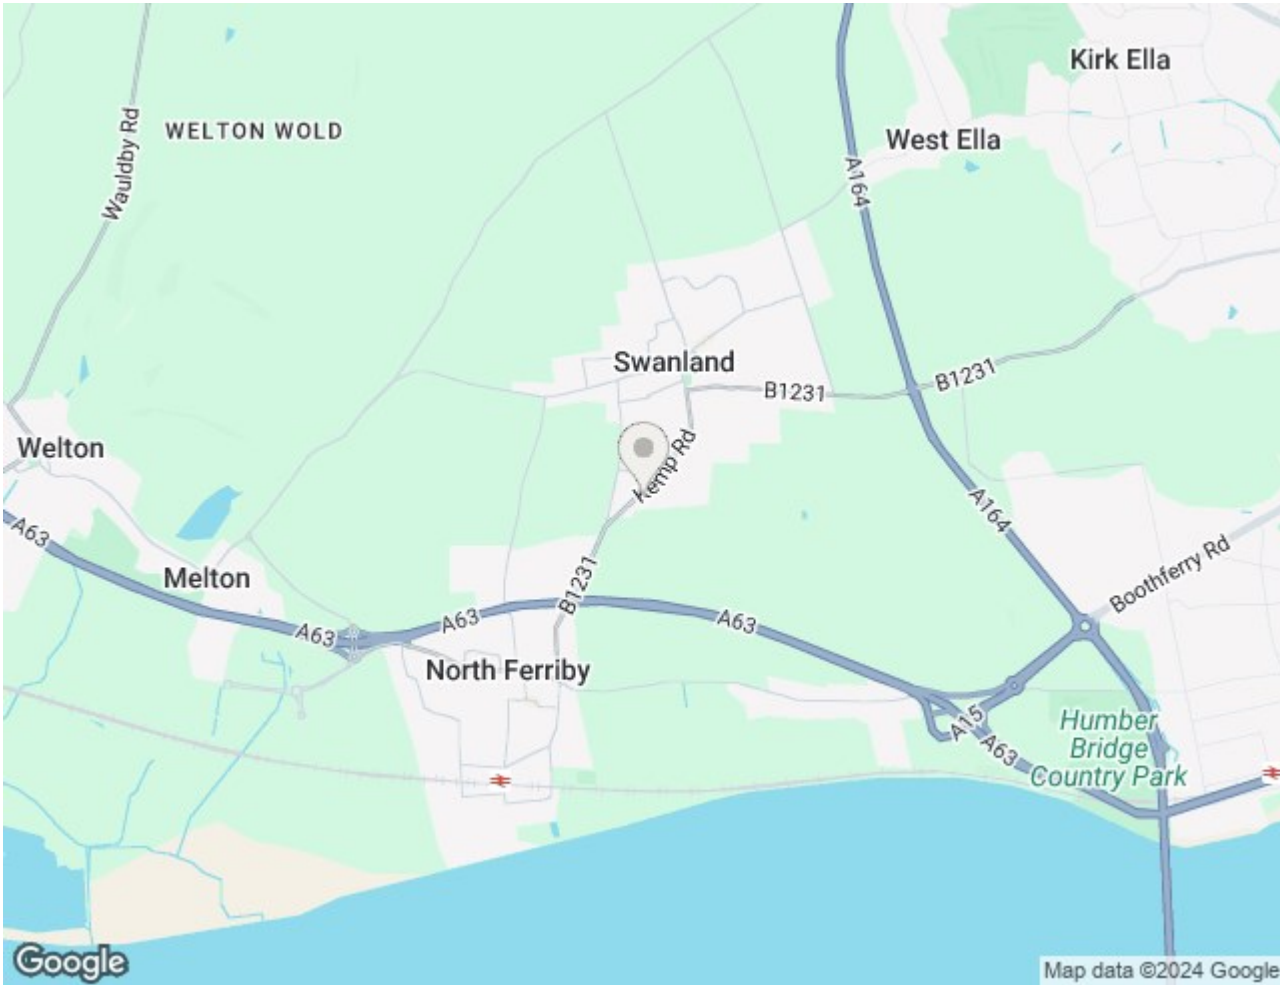 Kirk Ella
WELTON WOLD
West Ella
Wauldby Rd
A164
Swanland
B1231
B1231
Welton
Kemp Rd
A63
A164
Melton
B1231
Boothferry Rd
A63
A63
A63
North Ferriby
A15
A63
Humber
Bridge
Country Park
Google
Map data ©2024 Google